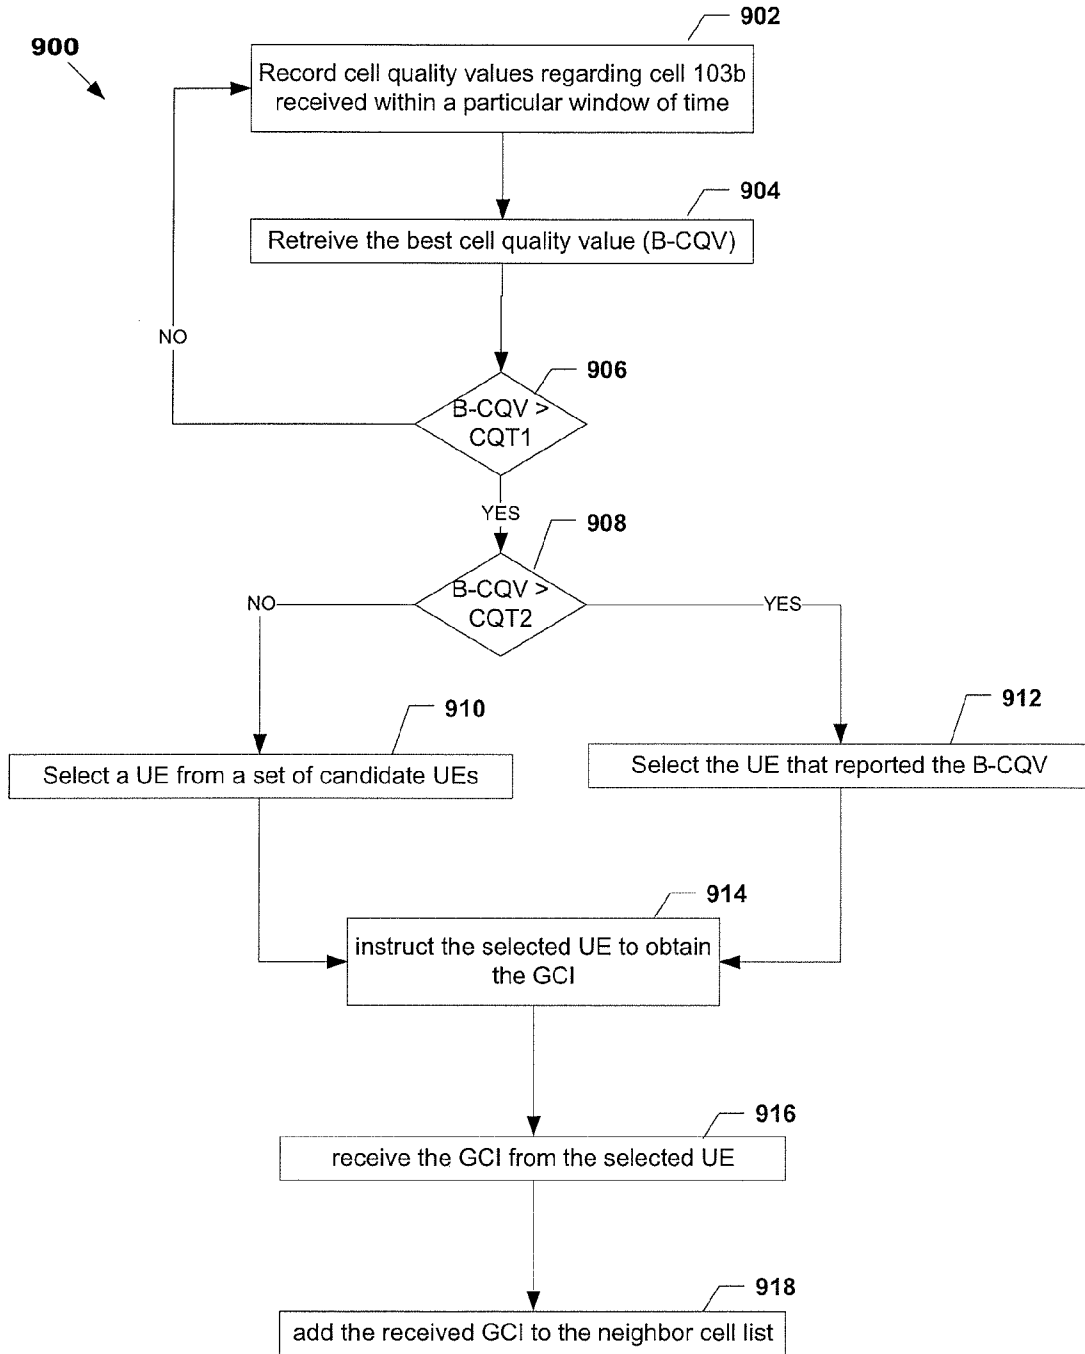 902
900
Record cell quality values regarding cell 103b
received within a particular window of time
904
Retreive the best cell quality value (B-CQV)
NO
906
B-CQV >
CQT1
YES
908
B-CQV >
CQT2
NO
YES
910
912
Select a UE from a set of candidate UEs
Select the UE that reported the B-CQV
914
instruct the selected UE to obtain
the GCI
916
receive the GCI from the selected UE
918
add the received GCI to the neighbor cell list